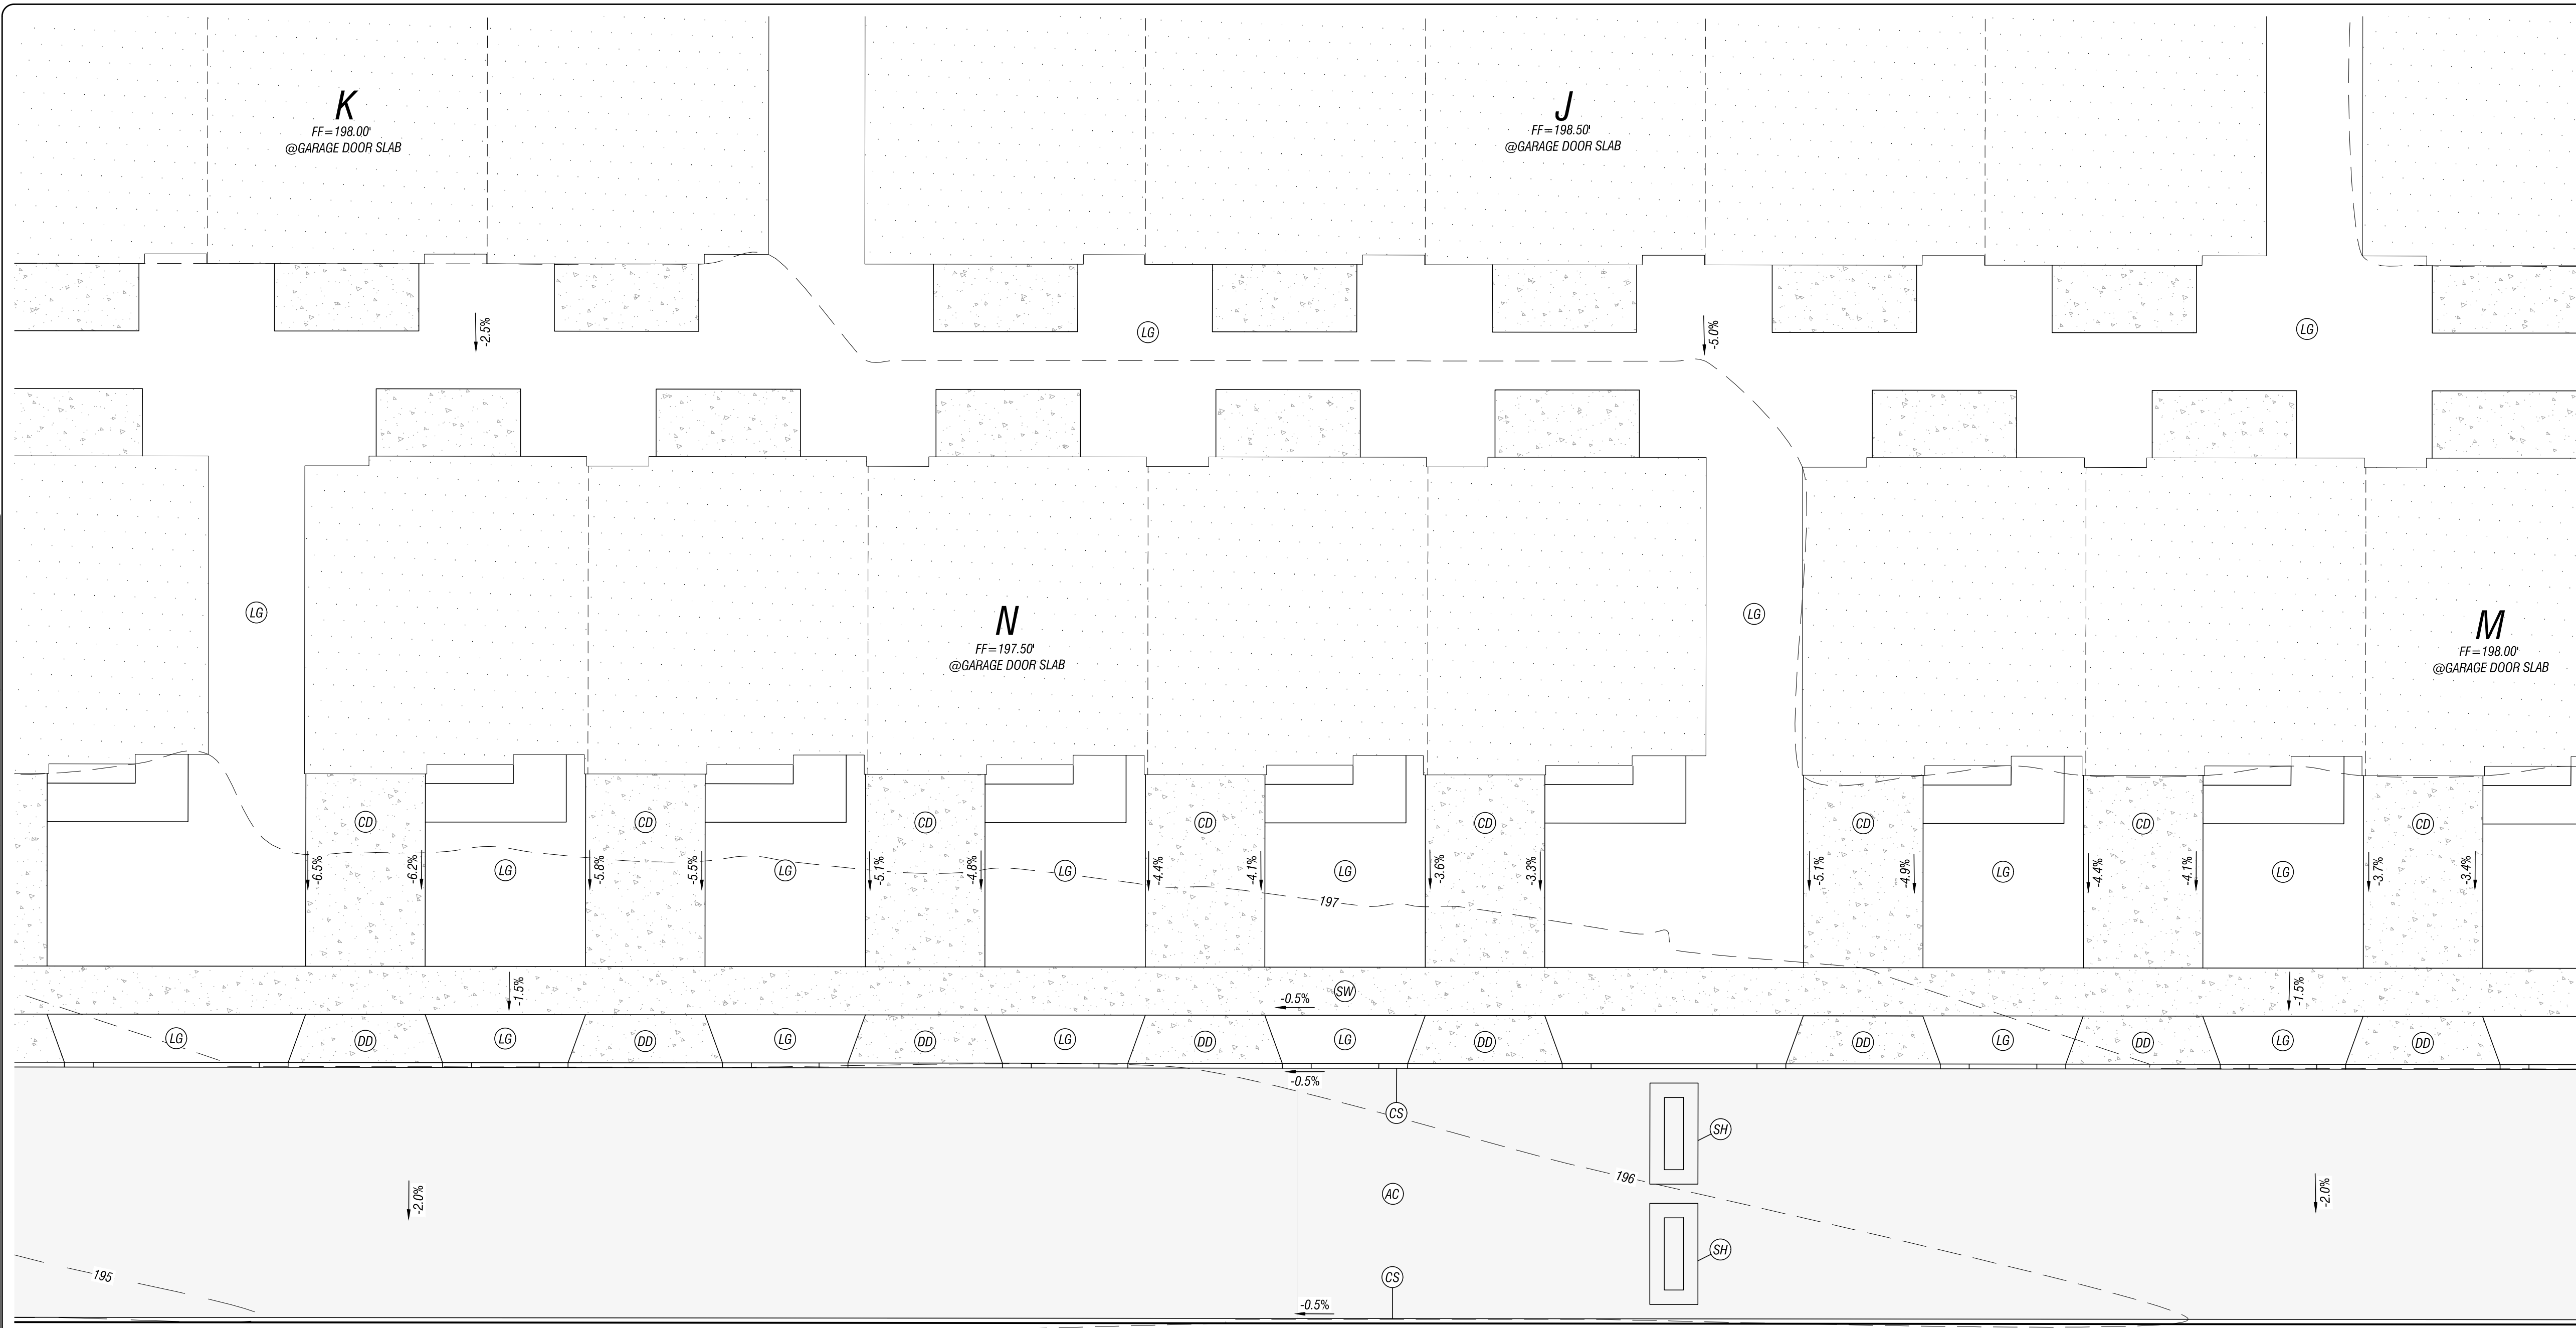 K
FF=198.00'
@GARAGE DOOR SLAB
J
FF=198.50'
@GARAGE DOOR SLAB
-2.5%
LG
-5.0%
LG
LG
N
FF=197.50'
@GARAGE DOOR SLAB
LG
M
FF=198.00'
@GARAGE DOOR SLAB
CD
CD
CD
CD
CD
CD
CD
CD
-6.5%
-6.2%
LG
-5.8%
-5.5%
LG
-5.1%
-4.8%
LG
-4.4%
-4.1%
LG
-3.6%
-3.3%
-5.1%
-4.9%
LG
-4.4%
-4.1%
LG
-3.7%
-3.4%
197
-1.5%
-0.5%
SW
-1.5%
LG
DD
LG
DD
LG
DD
LG
DD
LG
DD
DD
LG
DD
LG
DD
-0.5%
CS
SH
196
-2.0%
AC
-2.0%
SH
195
CS
-0.5%